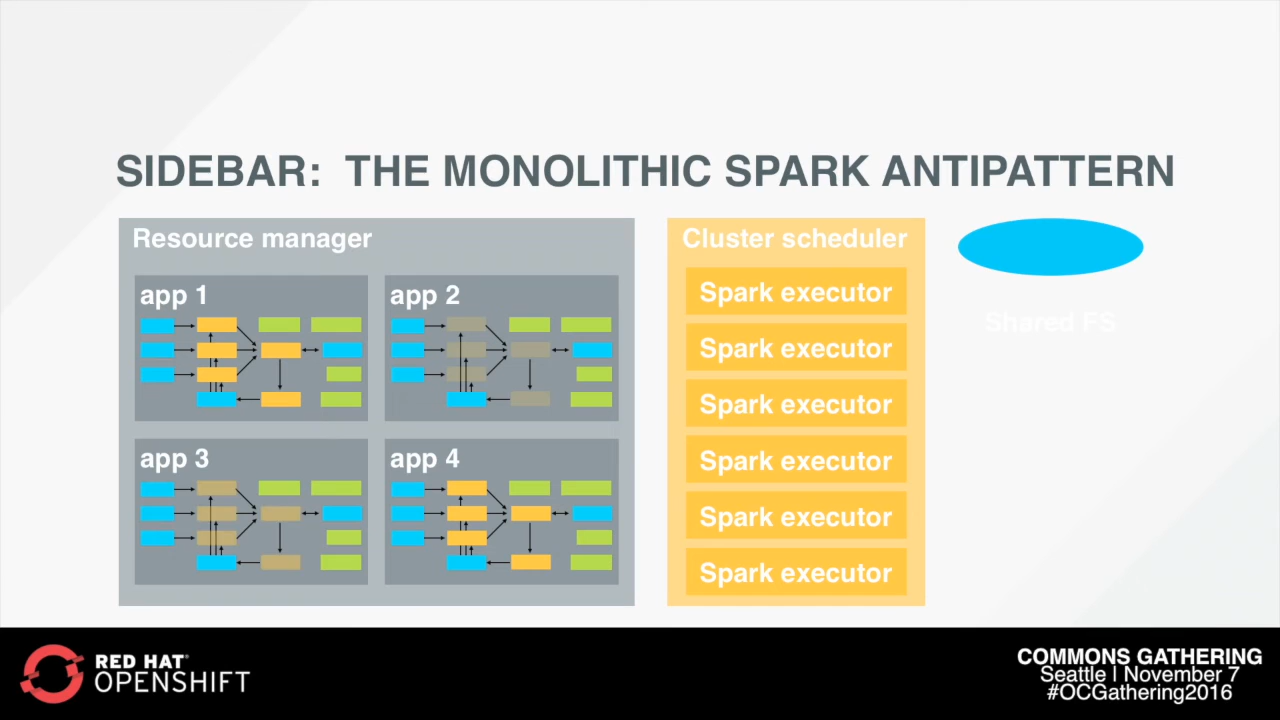 SIDEBAR: THE MONOLITHIC SPARK ANTIPATTERN
Resource manager
app 1
app 2
app 3
app 4
Cluster scheduler
Spark executor
Spark executor
Spark executor
Spark executor
Spark executor
Spark executor
Shared FS
RED HAT®
OPENSHIFT
COMMONS GATHERING
Seattle | November 7
#OCGathering2016